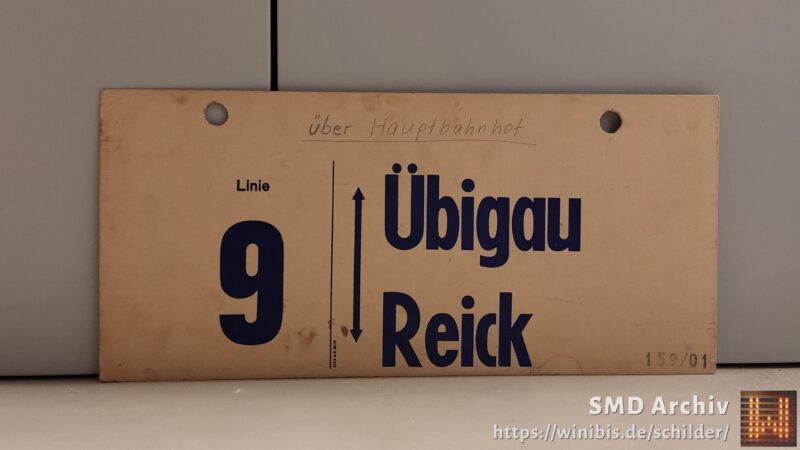 über Hauptbahnhof
Linie
9
Übigau
Reick
159/01
SMD Archiv
https://winibis.de/schilder/